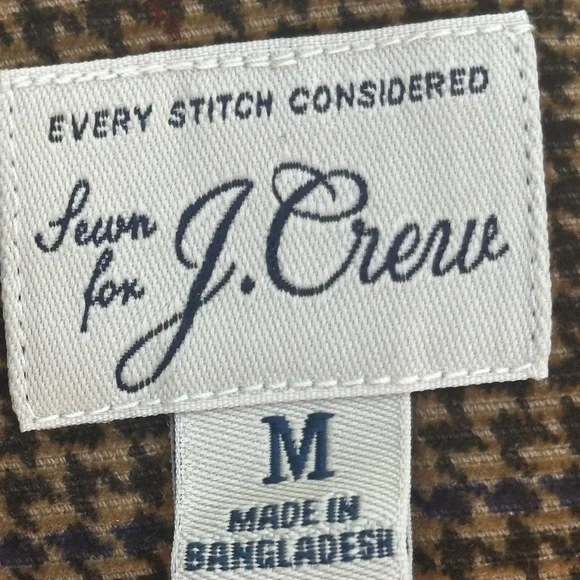 EVERY STITCH CONSIDERED
Sewn
for
J.Crew
M
MADE IN
BANGLADESH